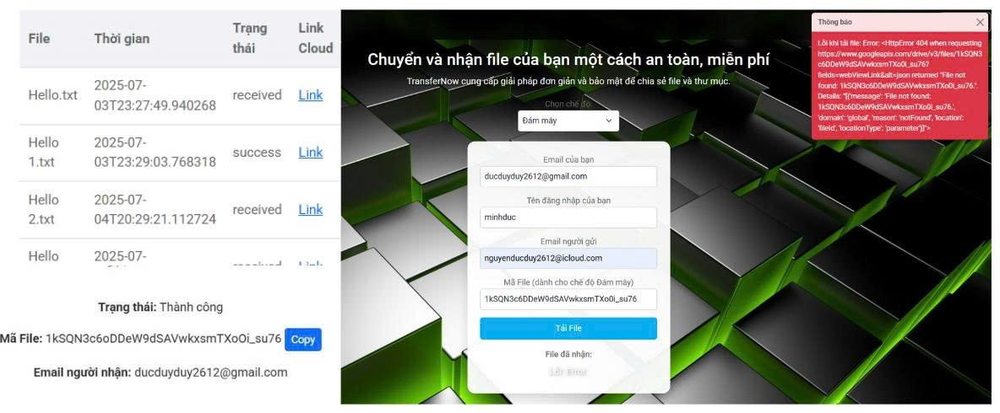 File Thời gian Trạng thái Link Cloud
Hello.txt 2025-07-03T23:27:49.940268 received Link
Hello 1.txt 2025-07-03T23:29:03.768318 success Link
Hello 2.txt 2025-07-04T20:29:21.112724 received Link
Hello 2025-07-
Trạng thái: Thành công
Mã File: 1kSQN3c6oDDeW9dSAVwkxsmTXoOi_su76 Copy
Email người nhận: ducduyduy2612@gmail.com
Chuyển và nhận file của bạn một cách an toàn, miễn phí
TransferNow cung cấp giải pháp đơn giản và bảo mật để chia sẻ file và thư mục.
Chọn chế độ:
Đám mây
Email của bạn
ducduyduy2612@gmail.com
Tên đăng nhập của bạn
minhduc
Email người gửi
nguyenducduy2612@icloud.com
Mã File (dành cho chế độ Đám mây)
1kSQN3c6DDeW9dSAVwkxsmTXo0i_su76
Tải File
File đã nhận:
Lỗi: Error
Thông báo
Lỗi khi tải file: Error: <HttpError 404 when requesting
https://www.googleapis.com/drive/v3/files/1kSQN3
c6DDeW9dSAVwkxsmTXo0i_su76?
fields=webViewLink&alt=json returned "File not
found: 1kSQN3c6DDeW9dSAVwkxsmTXo0i_su76.".
Details: "[{'message': 'File not found:
1kSQN3c6DDeW9dSAVwkxsmTXo0i_su76.',
'domain': 'global', 'reason': 'notFound', 'location':
'fileId', 'locationType': 'parameter'}]">